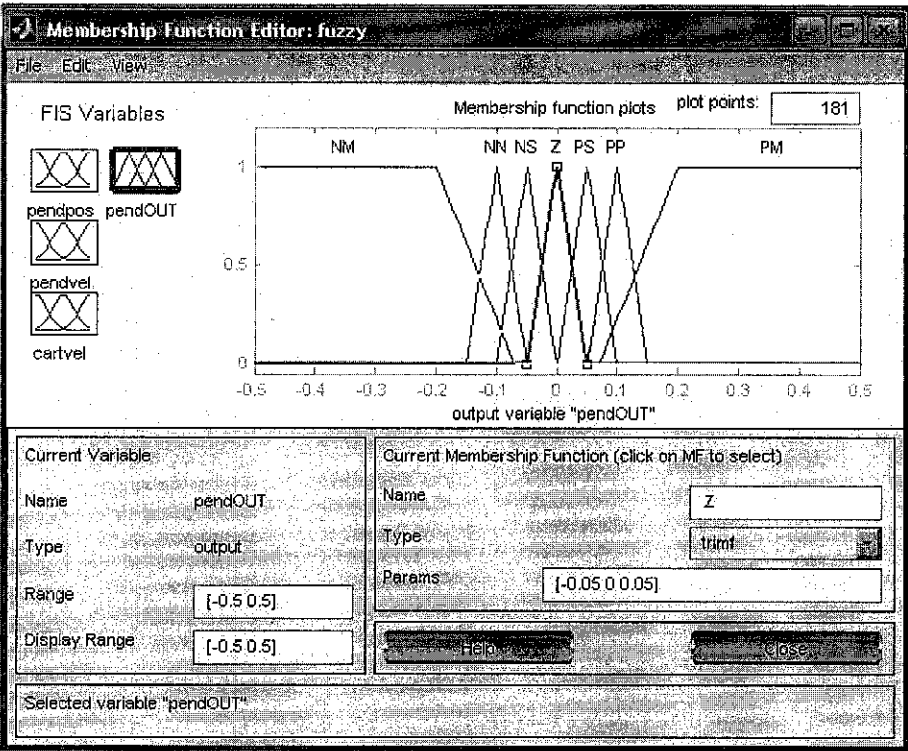 Membership Function Editor: fuzzy
File Edit View
FIS Variables
Membership function plots
plot points:
181
NM NN NS Z PS PP PM
pendpos pendOUT
pendvel
cartvel
1
0.5
0
-0.5 -0.4 -0.3 -0.2 -0.1 0 0.1 0.2 0.3 0.4 0.5
output variable "pendOUT"
Current Variable
Name pendOUT
Type output
Range [-0.5 0.5]
Display Range [-0.5 0.5]
Current Membership Function (click on MF to select)
Name Z
Type trimf
Params [-0.05 0 0.05]
Help Close
Selected variable "pendOUT"